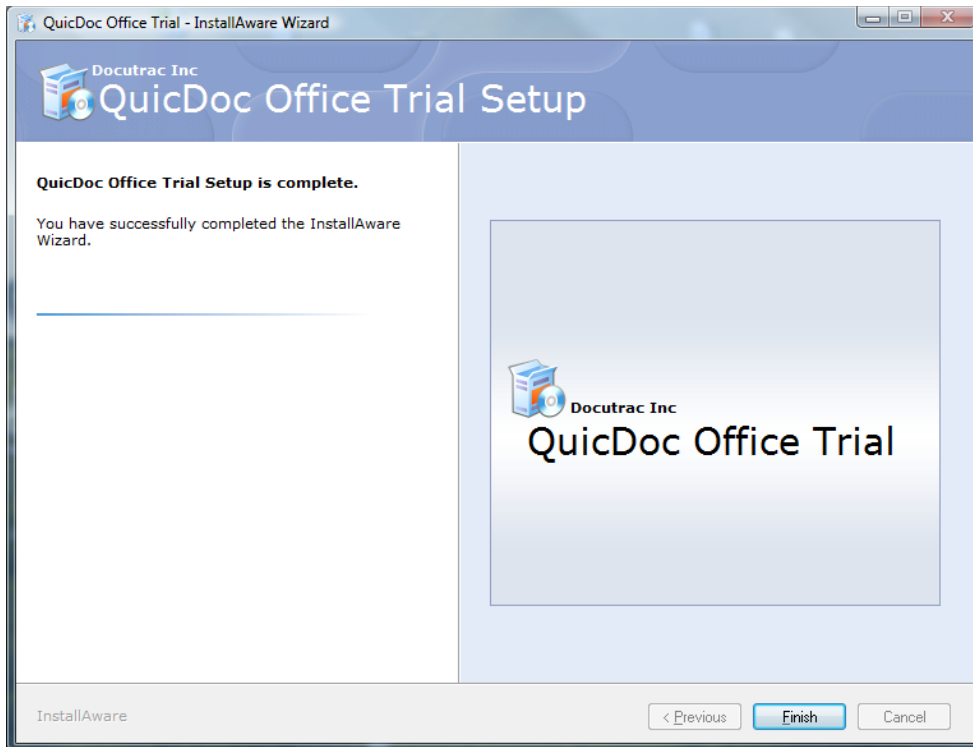 QuicDoc Office Trial - InstallAware Wizard
Docutrac Inc
QuicDoc Office Trial Setup
QuicDoc Office Trial Setup is complete.
You have successfully completed the InstallAware
Wizard.
Docutrac Inc
QuicDoc Office Trial
InstallAware
< Previous
Finish
Cancel